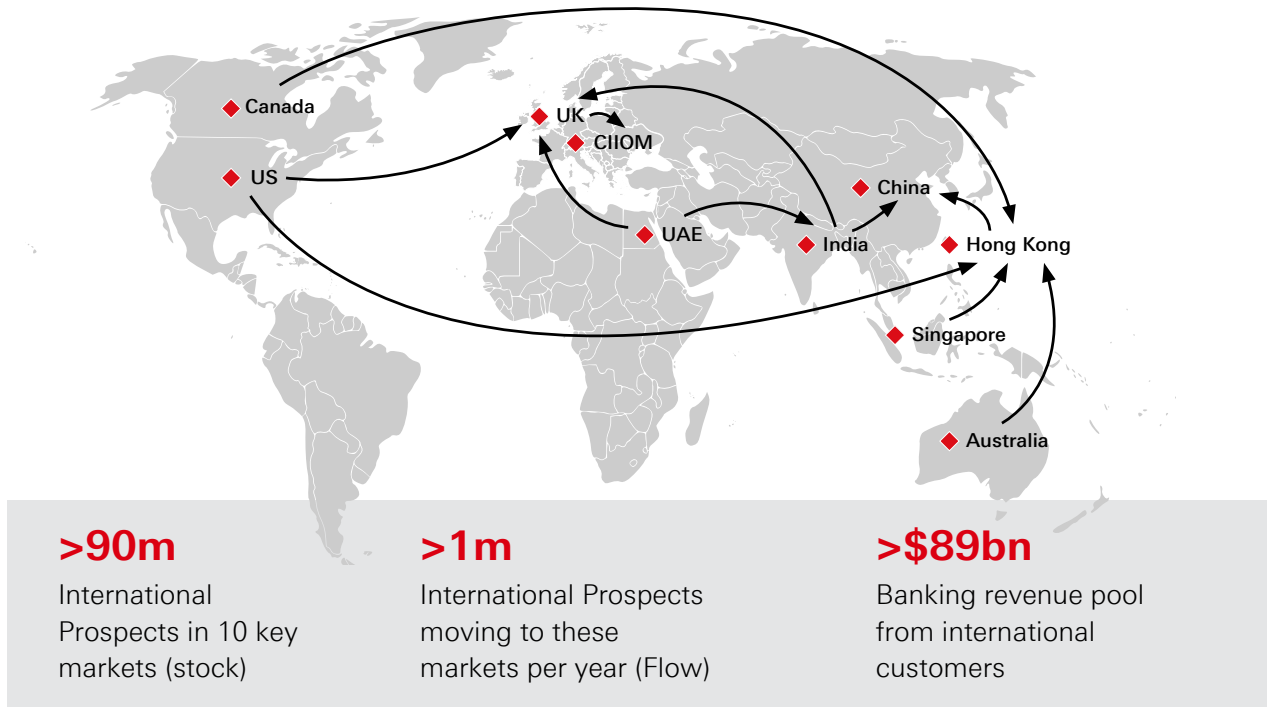 Canada
UK
CIIOM
US
China
UAE
India
Hong Kong
Singapore
Australia
>90m
International
Prospects in 10 key
markets (stock)
>1m
International Prospects
moving to these
markets per year (Flow)
>$89bn
Banking revenue pool
from international
customers